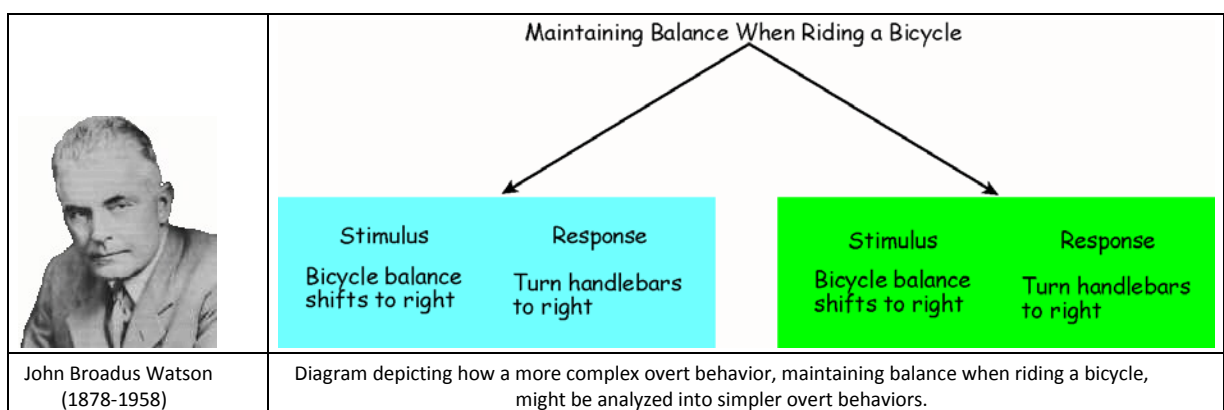 Maintaining Balance When Riding a Bicycle
Stimulus
Response
Bicycle balance
shifts to right
Turn handlebars
to right
Stimulus
Response
Bicycle balance
shifts to right
Turn handlebars
to right
John Broadus Watson
(1878-1958)
Diagram depicting how a more complex overt behavior, maintaining balance when riding a bicycle,
might be analyzed into simpler overt behaviors.